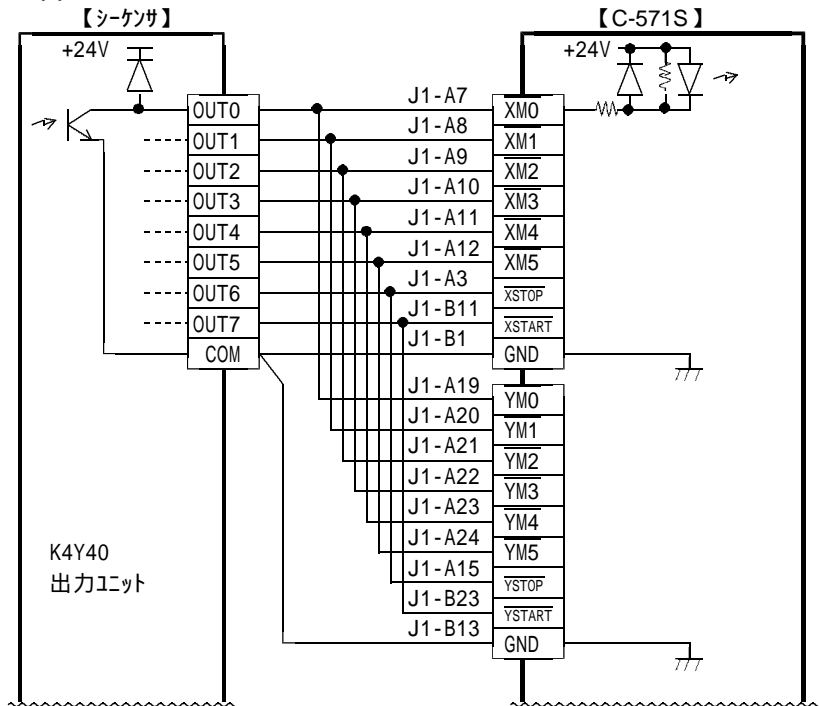 【ｼｰｹﾝｻ】
【C-571S】
+24V
+24V
OUT0
J1-A7
XM0
OUT1
J1-A8
XM1
OUT2
J1-A9
XM2
OUT3
J1-A10
XM3
OUT4
J1-A11
XM4
OUT5
J1-A12
XM5
OUT6
J1-A3
XSTOP
OUT7
J1-B11
XSTART
COM
J1-B1
GND
J1-A19
YM0
J1-A20
YM1
J1-A21
YM2
J1-A22
YM3
J1-A23
YM4
J1-A24
YM5
J1-A15
YSTOP
J1-B23
YSTART
J1-B13
GND
K4Y40
出力ﾕﾆｯﾄ